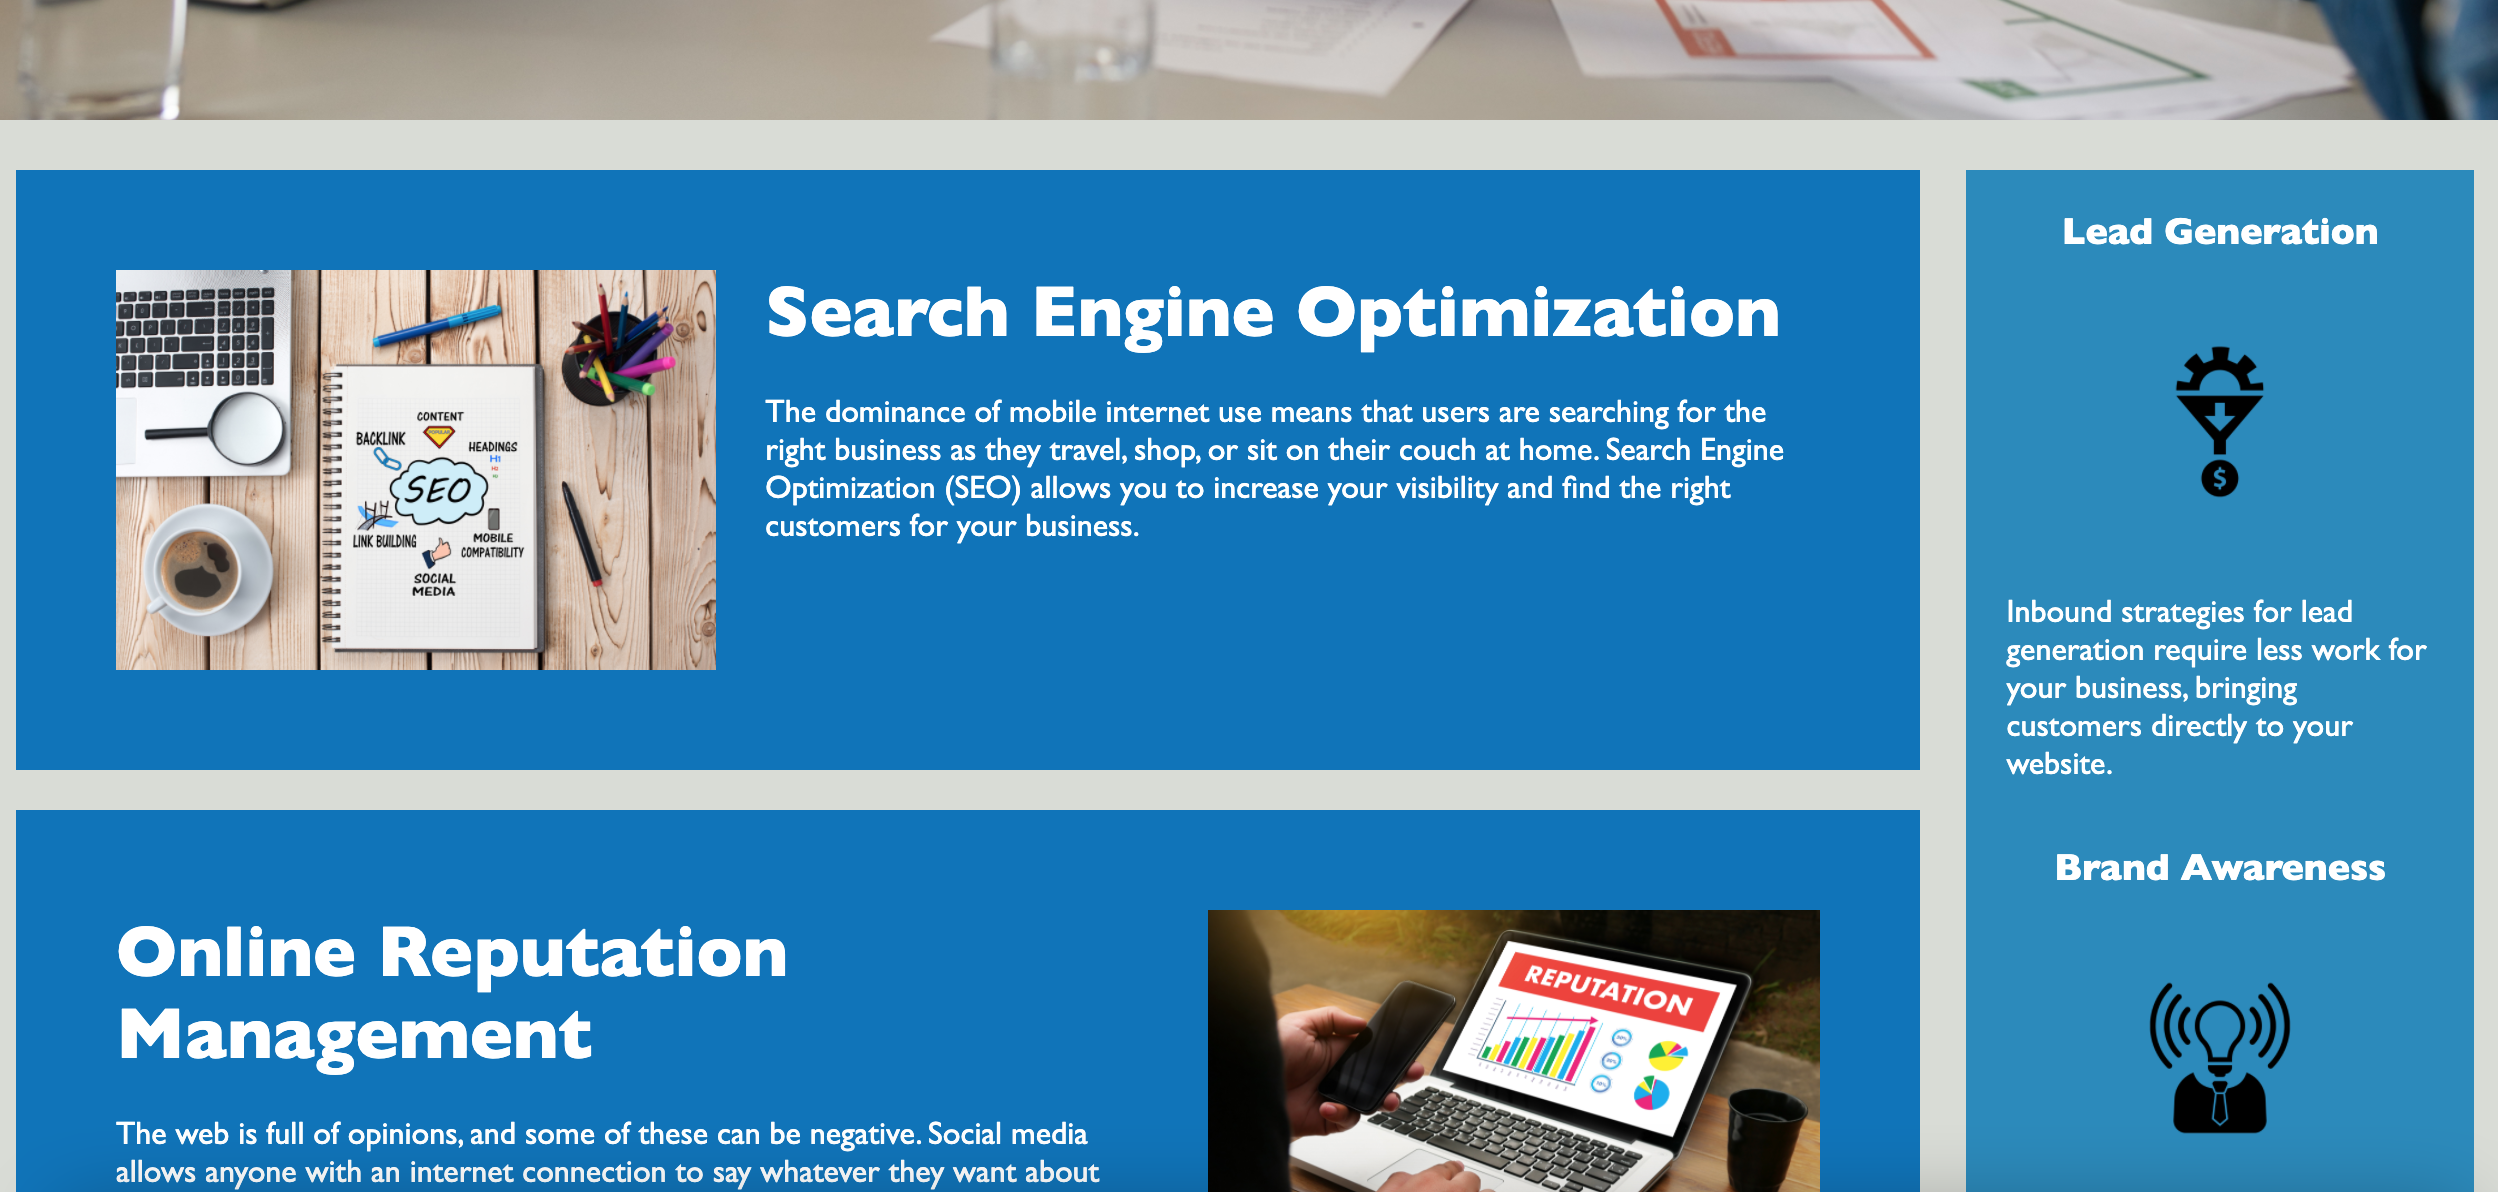 Search Engine Optimization
The dominance of mobile internet use means that users are searching for the
right business as they travel, shop, or sit on their couch at home. Search Engine
Optimization (SEO) allows you to increase your visibility and find the right
customers for your business.
CONTENT
POPULAR
BACKLINK
HEADINGS
H1
H2
H3
SEO
LINK BUILDING
MOBILE
COMPATIBILITY
SOCIAL
MEDIA
Online Reputation
Management
The web is full of opinions, and some of these can be negative. Social media
allows anyone with an internet connection to say whatever they want about
REPUTATION
Lead Generation
$
Inbound strategies for lead
generation require less work for
your business, bringing
customers directly to your
website.
Brand Awareness